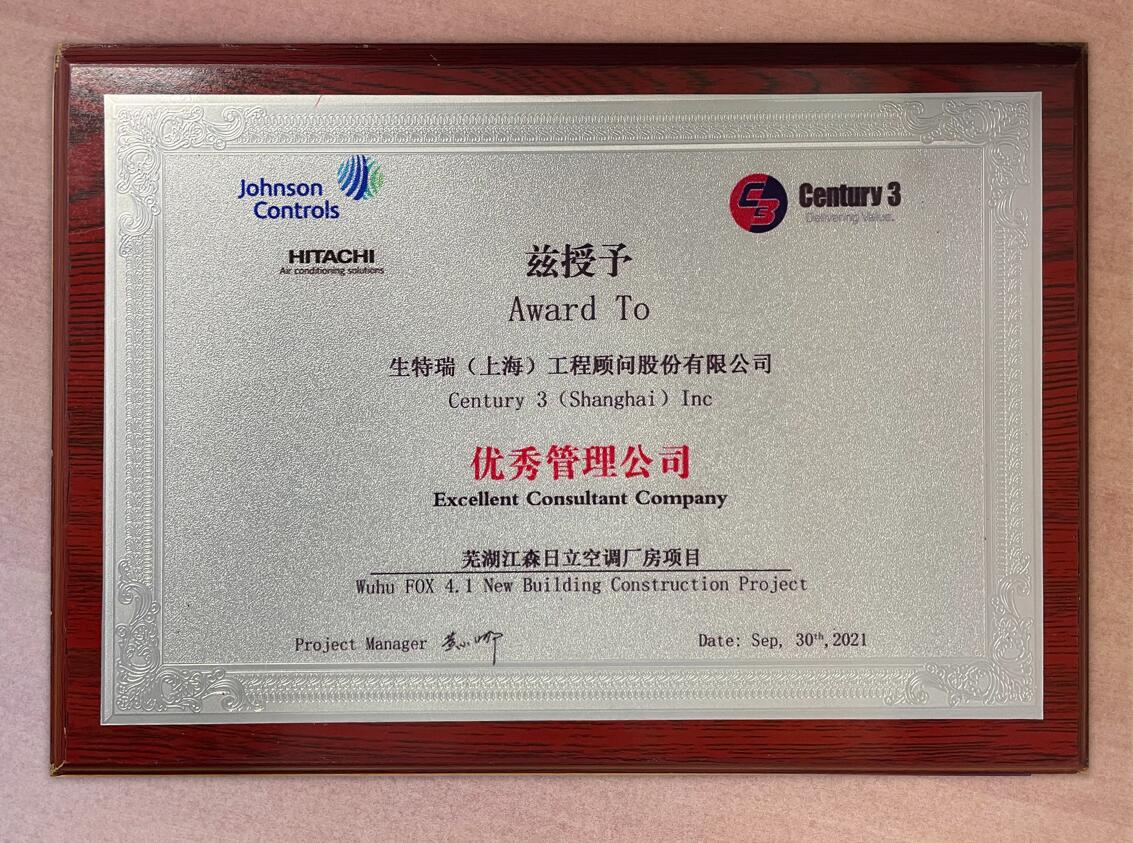 Johnson
Controls
HITACHI
Air conditioning solutions
C3
Century 3
Delivering Value.
兹授予
Award To
生特瑞（上海）工程顾问股份有限公司
Century 3（Shanghai）Inc
优秀管理公司
Excellent Consultant Company
芜湖江森日立空调厂房项目
Wuhu FOX 4.1 New Building Construction Project
Project Manager
Date: Sep, 30th,2021